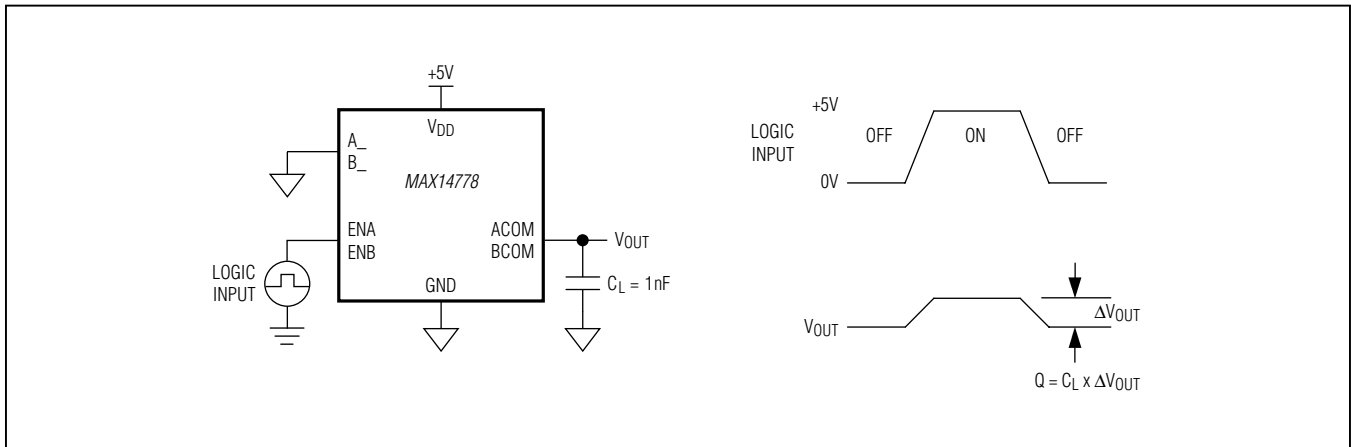 +5V
VDD
A_
B_
MAX14778
ENA
ENB
ACOM
BCOM
VOUT
LOGIC
INPUT
GND
CL = 1nF
LOGIC
INPUT
+5V
0V
OFF
ON
OFF
VOUT
ΔVOUT
Q = CL x ΔVOUT